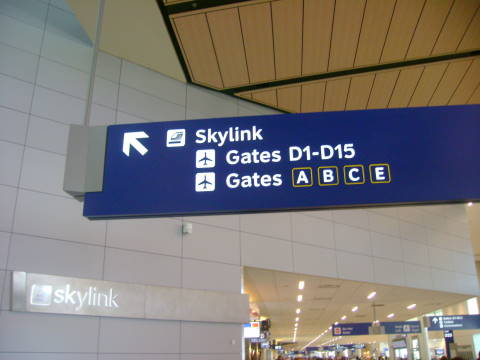 Skylink
Gates D1-D15
Gates A B C E
skylink